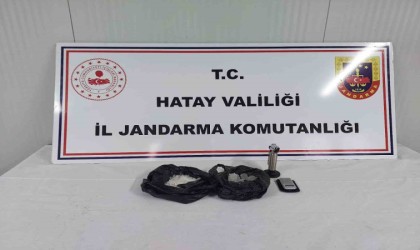 T.C.
HATAY VALİLİĞİ
İL JANDARMA KOMUTANLIĞI